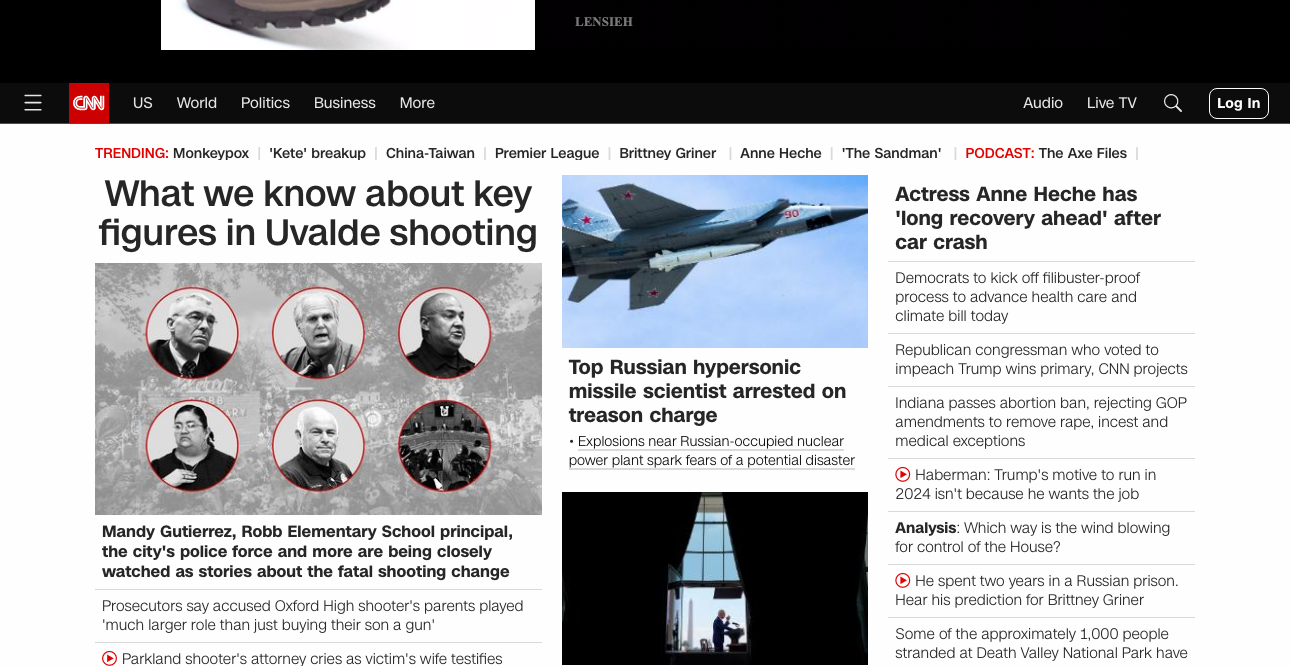 LENSIEH
CNN US World Politics Business More Audio Live TV Log In
TRENDING: Monkeypox | 'Kete' breakup | China-Taiwan | Premier League | Brittney Griner | Anne Heche | 'The Sandman' | PODCAST: The Axe Files |
What we know about key
figures in Uvalde shooting
Mandy Gutierrez, Robb Elementary School principal,
the city's police force and more are being closely
watched as stories about the fatal shooting change
Prosecutors say accused Oxford High shooter's parents played
'much larger role than just buying their son a gun'
Parkland shooter's attorney cries as victim's wife testifies
90
Top Russian hypersonic
missile scientist arrested on
treason charge
• Explosions near Russian-occupied nuclear
power plant spark fears of a potential disaster
Actress Anne Heche has
'long recovery ahead' after
car crash
Democrats to kick off filibuster-proof
process to advance health care and
climate bill today
Republican congressman who voted to
impeach Trump wins primary, CNN projects
Indiana passes abortion ban, rejecting GOP
amendments to remove rape, incest and
medical exceptions
Haberman: Trump's motive to run in
2024 isn't because he wants the job
Analysis: Which way is the wind blowing
for control of the House?
He spent two years in a Russian prison.
Hear his prediction for Brittney Griner
Some of the approximately 1,000 people
stranded at Death Valley National Park have